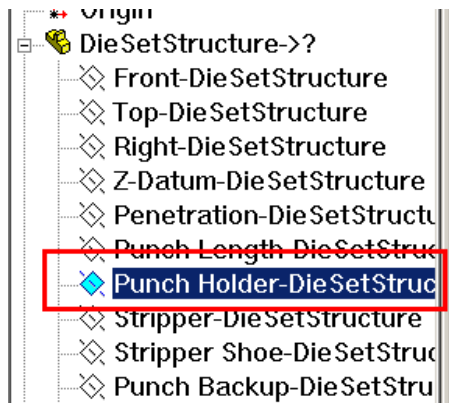 Origin
DieSetStructure->?
Front-DieSetStructure
Top-DieSetStructure
Right-DieSetStructure
Z-Datum-DieSetStructure
Penetration-DieSetStructu
Punch Length-DieSetStruc
Punch Holder-DieSetStruc
Stripper-DieSetStructure
Stripper Shoe-DieSetStruc
Punch Backup-DieSetStru